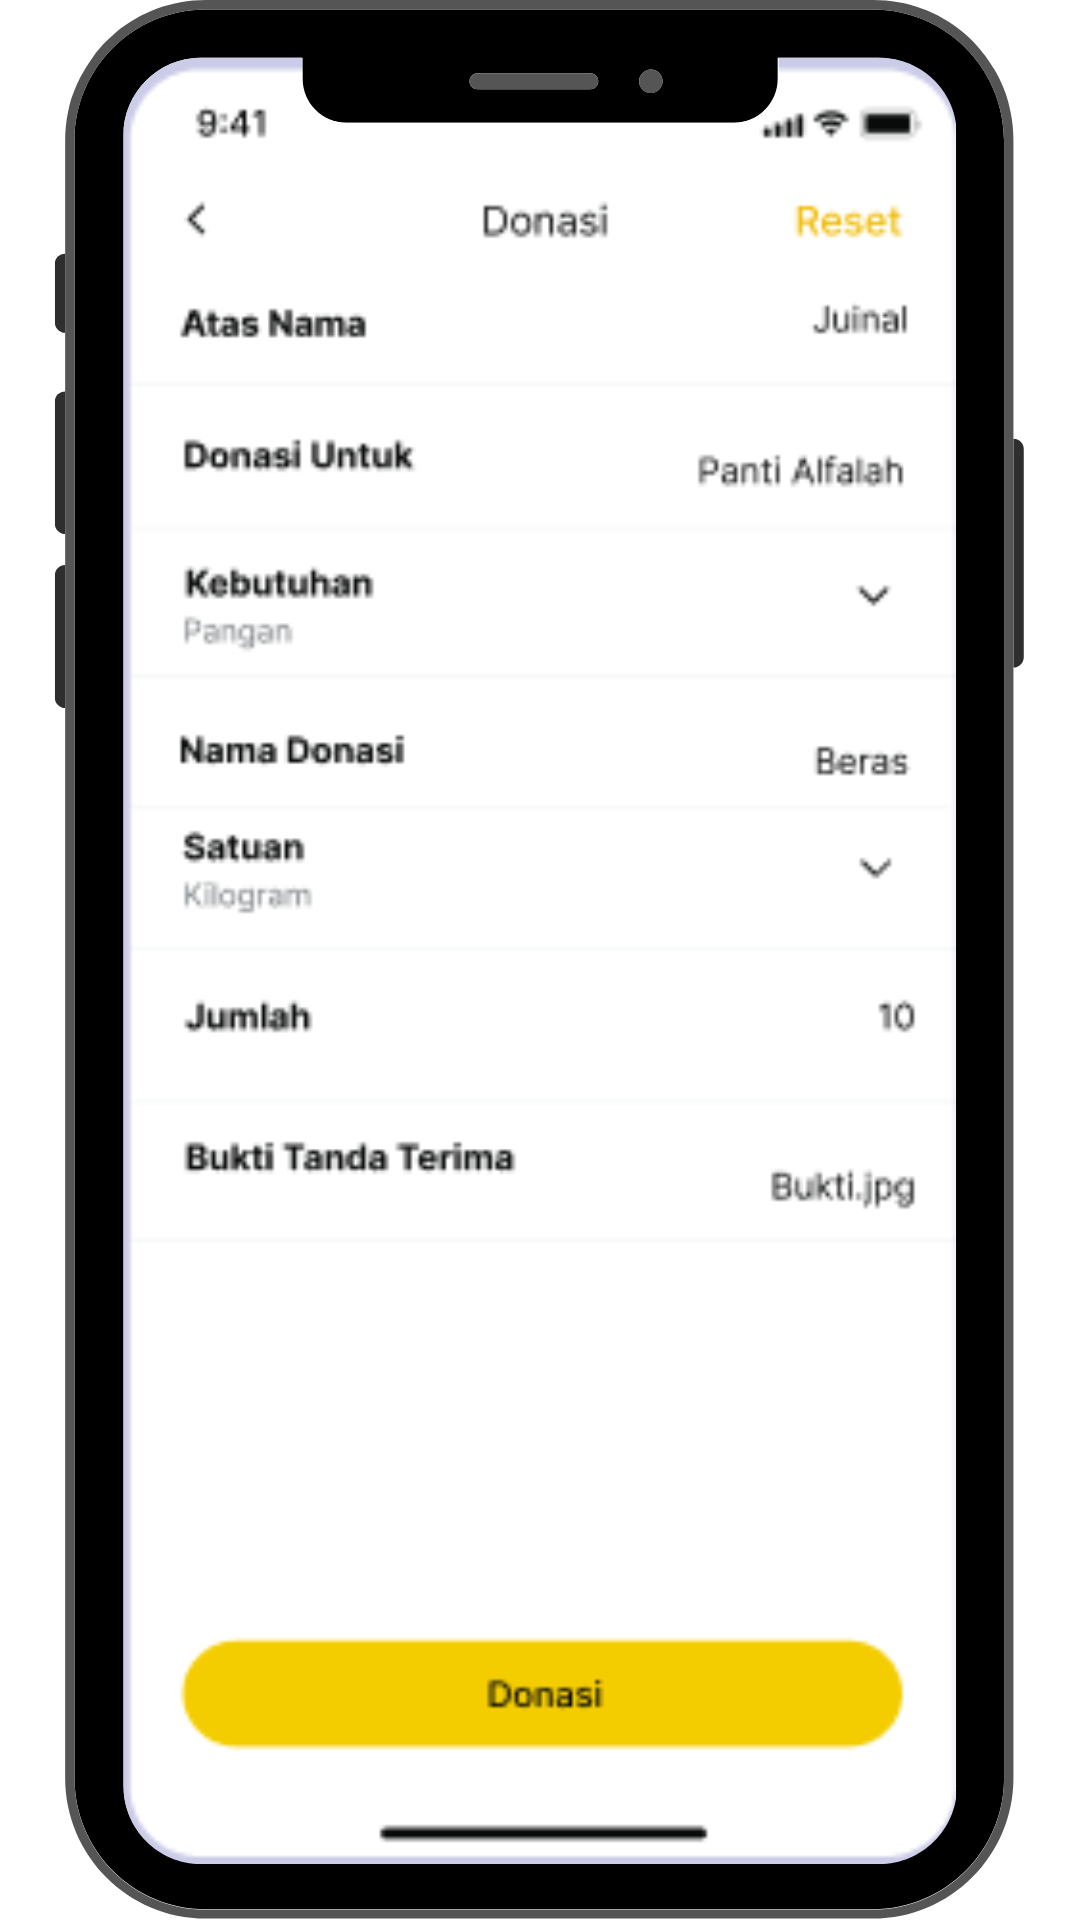 9:41
Donasi
Reset
Atas Nama
Juinal
Donasi Untuk
Panti Alfalah
Kebutuhan
Pangan
Nama Donasi
Beras
Satuan
Kilogram
Jumlah
10
Bukti Tanda Terima
Bukti.jpg
Donasi